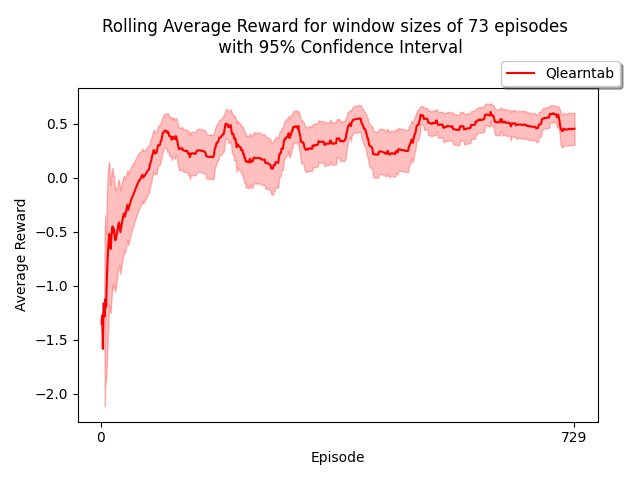 Rolling Average Reward for window sizes of 73 episodes
with 95% Confidence Interval
Qlearntab
0.5
0.0
−0.5
−1.0
−1.5
−2.0
Average Reward
0
729
Episode